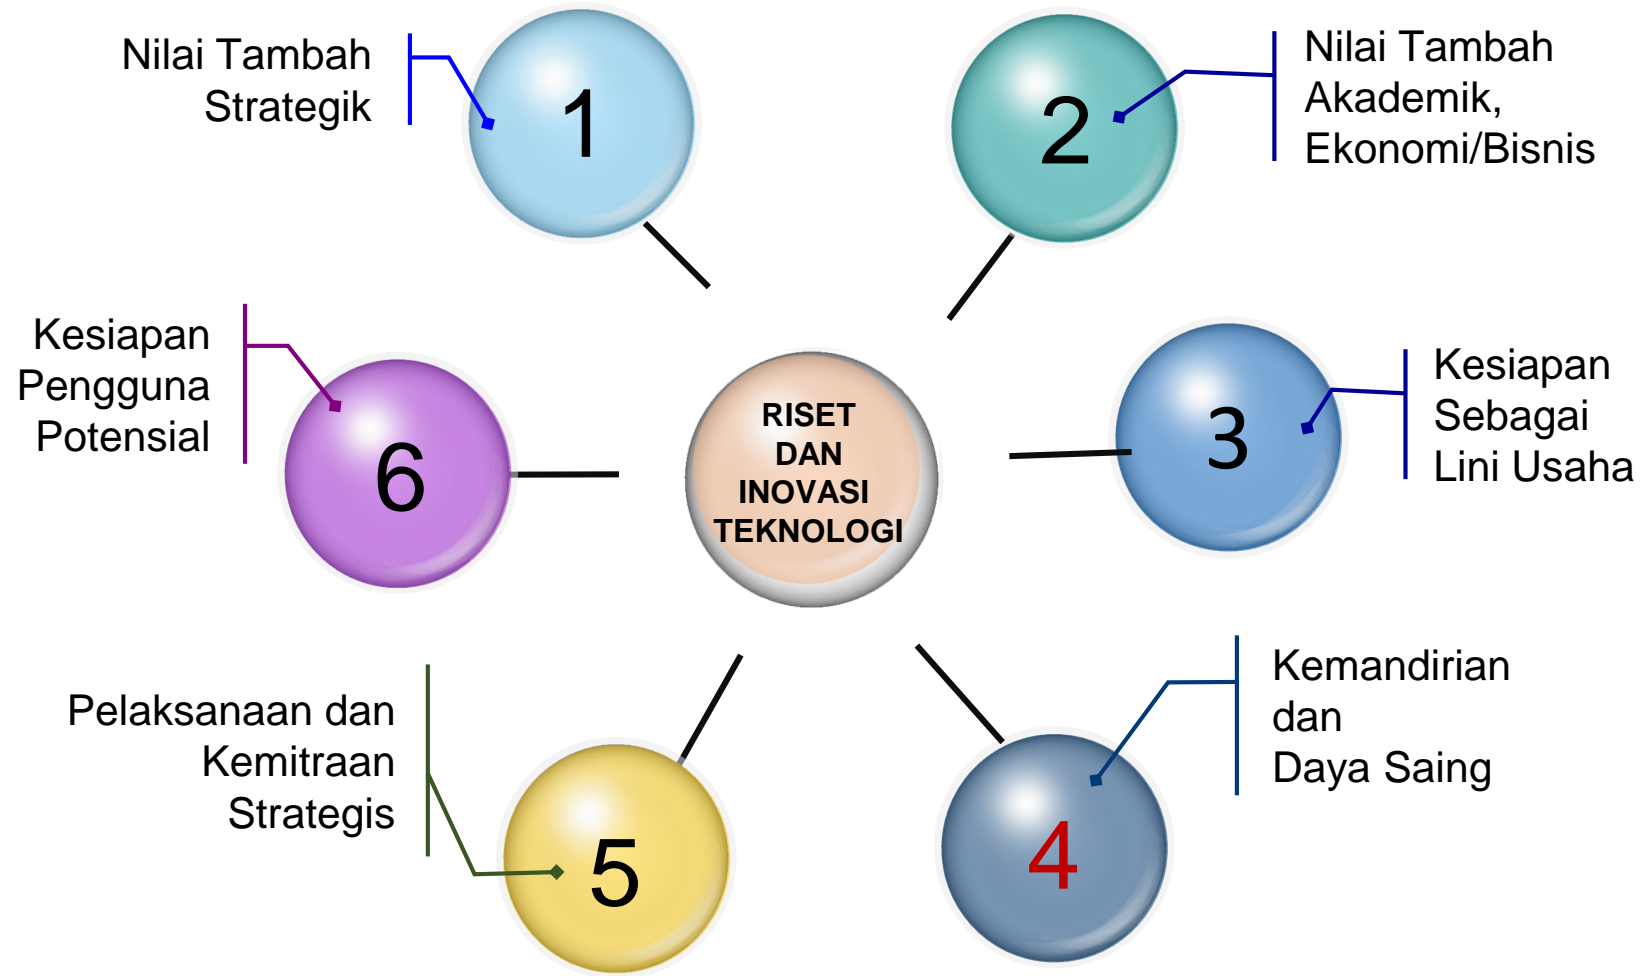 Nilai Tambah
Strategik
1
2
Nilai Tambah
Akademik,
Ekonomi/Bisnis
Kesiapan
Pengguna
Potensial
6
RISET
DAN
INOVASI
TEKNOLOGI
3
Kesiapan
Sebagai
Lini Usaha
Pelaksanaan dan
Kemitraan
Strategis
5
4
Kemandirian
dan
Daya Saing